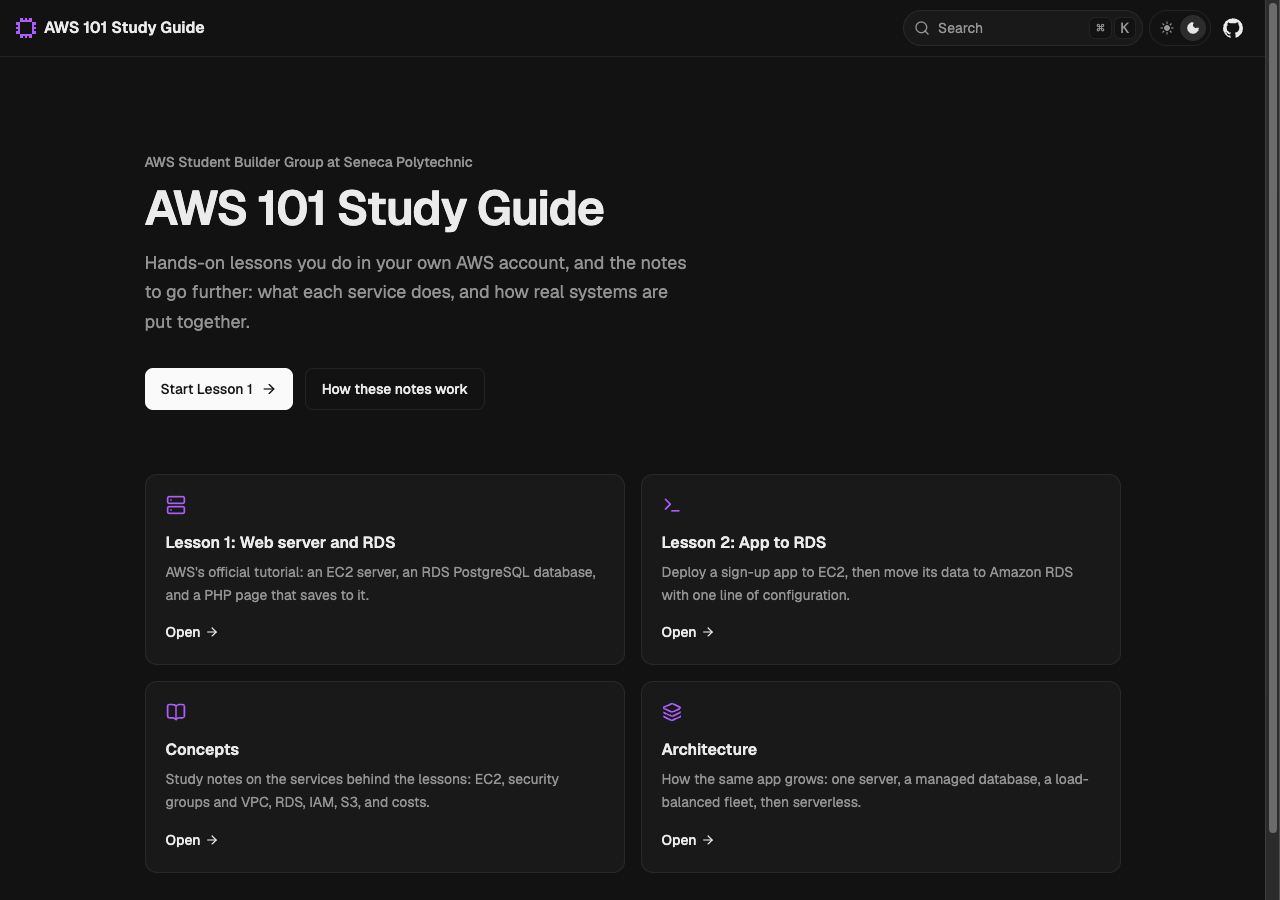 AWS 101 Study Guide
Search
⌘ K
AWS Student Builder Group at Seneca Polytechnic
AWS 101 Study Guide
Hands-on lessons you do in your own AWS account, and the notes
to go further: what each service does, and how real systems are
put together.
Start Lesson 1 →
How these notes work
Lesson 1: Web server and RDS
AWS's official tutorial: an EC2 server, an RDS PostgreSQL database,
and a PHP page that saves to it.
Open →
Lesson 2: App to RDS
Deploy a sign-up app to EC2, then move its data to Amazon RDS
with one line of configuration.
Open →
Concepts
Study notes on the services behind the lessons: EC2, security
groups and VPC, RDS, IAM, S3, and costs.
Open →
Architecture
How the same app grows: one server, a managed database, a load-
balanced fleet, then serverless.
Open →